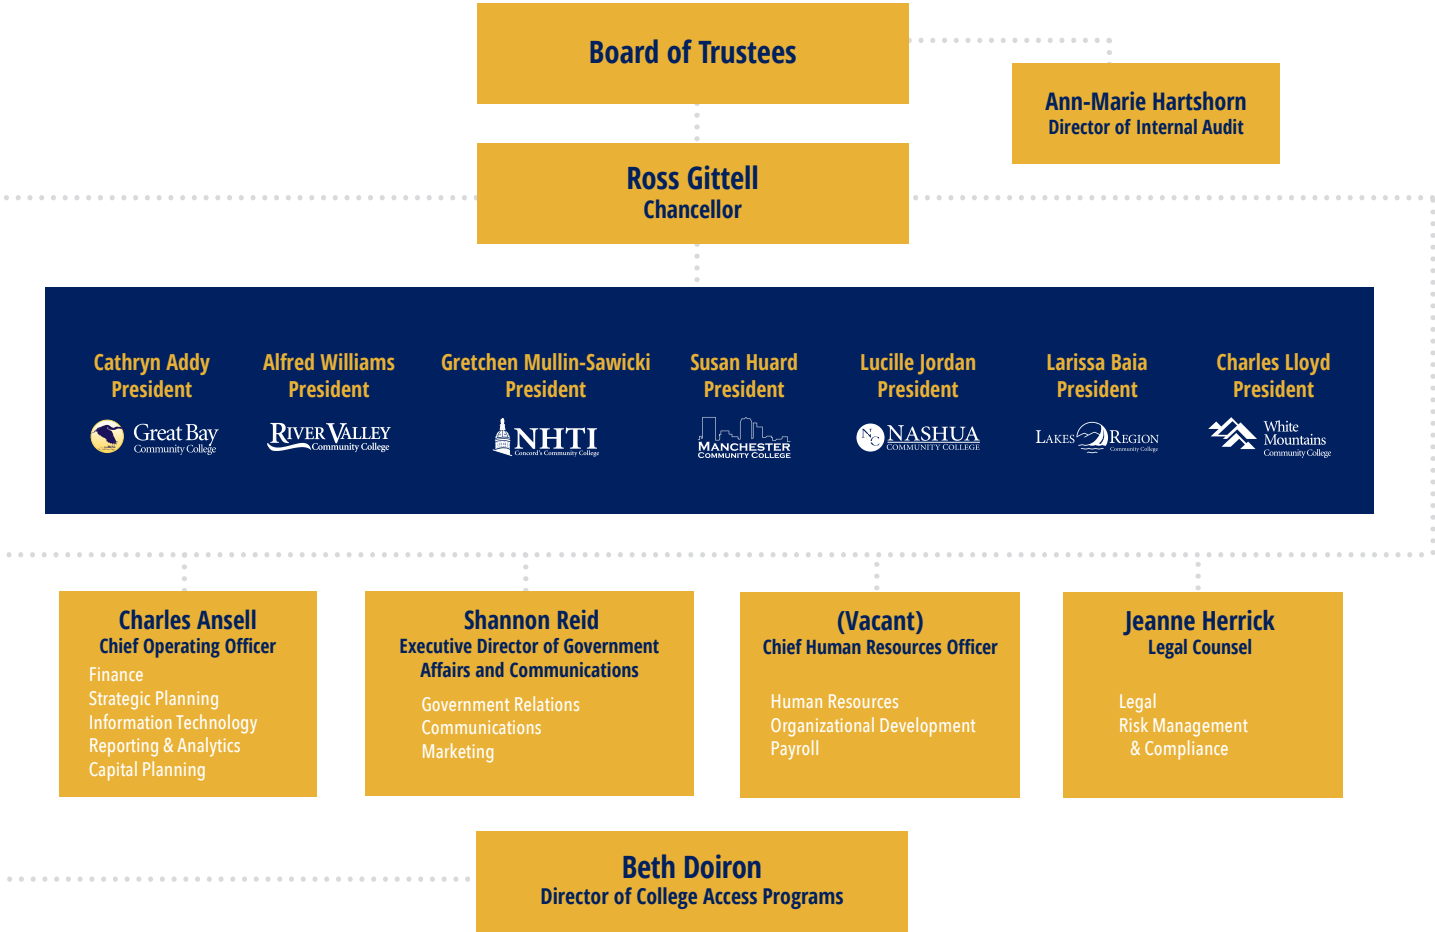 Board of Trustees
Ann-Marie Hartshorn
Director of Internal Audit
Ross Gittell
Chancellor
Cathryn Addy
President
Great Bay
Community College
Alfred Williams
President
RIVER VALLEY
Community College
Gretchen Mullin-Sawicki
President
NHTI
Concord's Community College
Susan Huard
President
MANCHESTER
COMMUNITY COLLEGE
Lucille Jordan
President
NC
NASHUA
COMMUNITY COLLEGE
Larissa Baia
President
LAKES REGION
Community College
Charles Lloyd
President
White
Mountains
Community College
Charles Ansell
Chief Operating Officer
Finance
Strategic Planning
Information Technology
Reporting & Analytics
Capital Planning
Shannon Reid
Executive Director of Government
Affairs and Communications
Government Relations
Communications
Marketing
(Vacant)
Chief Human Resources Officer
Human Resources
Organizational Development
Payroll
Jeanne Herrick
Legal Counsel
Legal
Risk Management
& Compliance
Beth Doiron
Director of College Access Programs